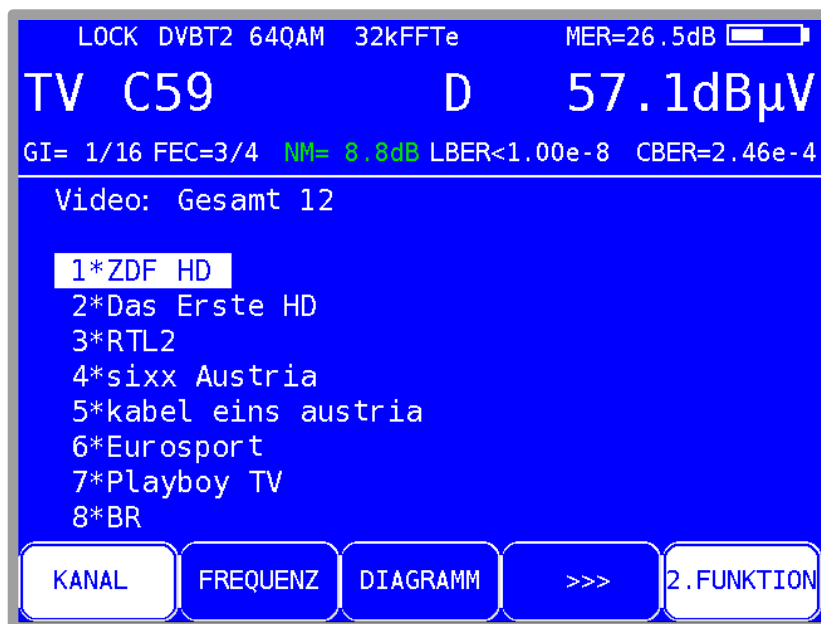 LOCK DVBT2 64QAM 32kFFTe MER=26.5dB
TV C59 D 57.1dBµV
GI= 1/16 FEC=3/4 NM= 8.8dB LBER<1.00e-8 CBER=2.46e-4
Video: Gesamt 12
1*ZDF HD
2*Das Erste HD
3*RTL2
4*sixx Austria
5*kabel eins austria
6*Eurosport
7*Playboy TV
8*BR
KANAL FREQUENZ DIAGRAMM >>> 2.FUNKTION